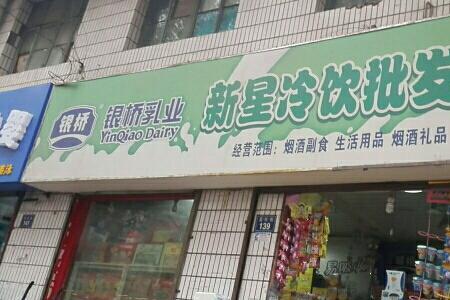 银桥
银桥乳业
YinQiao Dairy
新星冷饮批发
经营范围：烟酒副食 生活用品 烟酒礼品
139